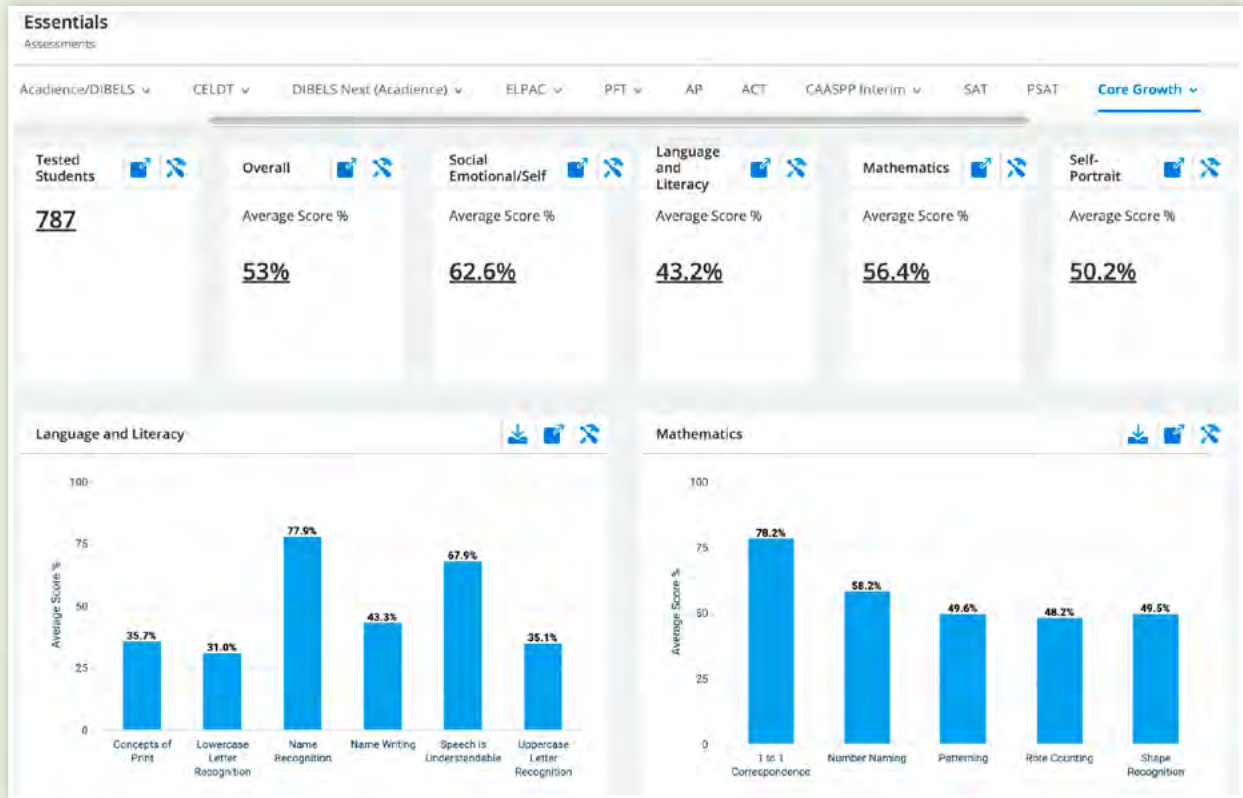 Essentials
Assessments
Acadience/DIBELS CELDT DIBELS Next (Acadience) ELPAC PFT AP ACT CAASPP Interim SAT PSAT Core Growth
Tested
Students
787
Overall
Average Score %
53%
Social
Emotional/Self
Average Score %
62.6%
Language
and
Literacy
Average Score %
43.2%
Mathematics
Average Score %
56.4%
Self-
Portrait
Average Score %
50.2%
Language and Literacy
Average Score %
100
75
50
25
0
35.7%
31.0%
77.9%
43.3%
67.9%
35.1%
Concepts of
Print
Lowercase
Letter
Recognition
Name
Recognition
Name Writing
Speech is
Understandable
Uppercase
Letter
Recognition
Mathematics
Average Score %
100
75
50
25
0
78.2%
58.2%
49.6%
48.2%
49.5%
1 to 1
Correspondence
Number Naming
Patterning
Rote Counting
Shape
Recognition